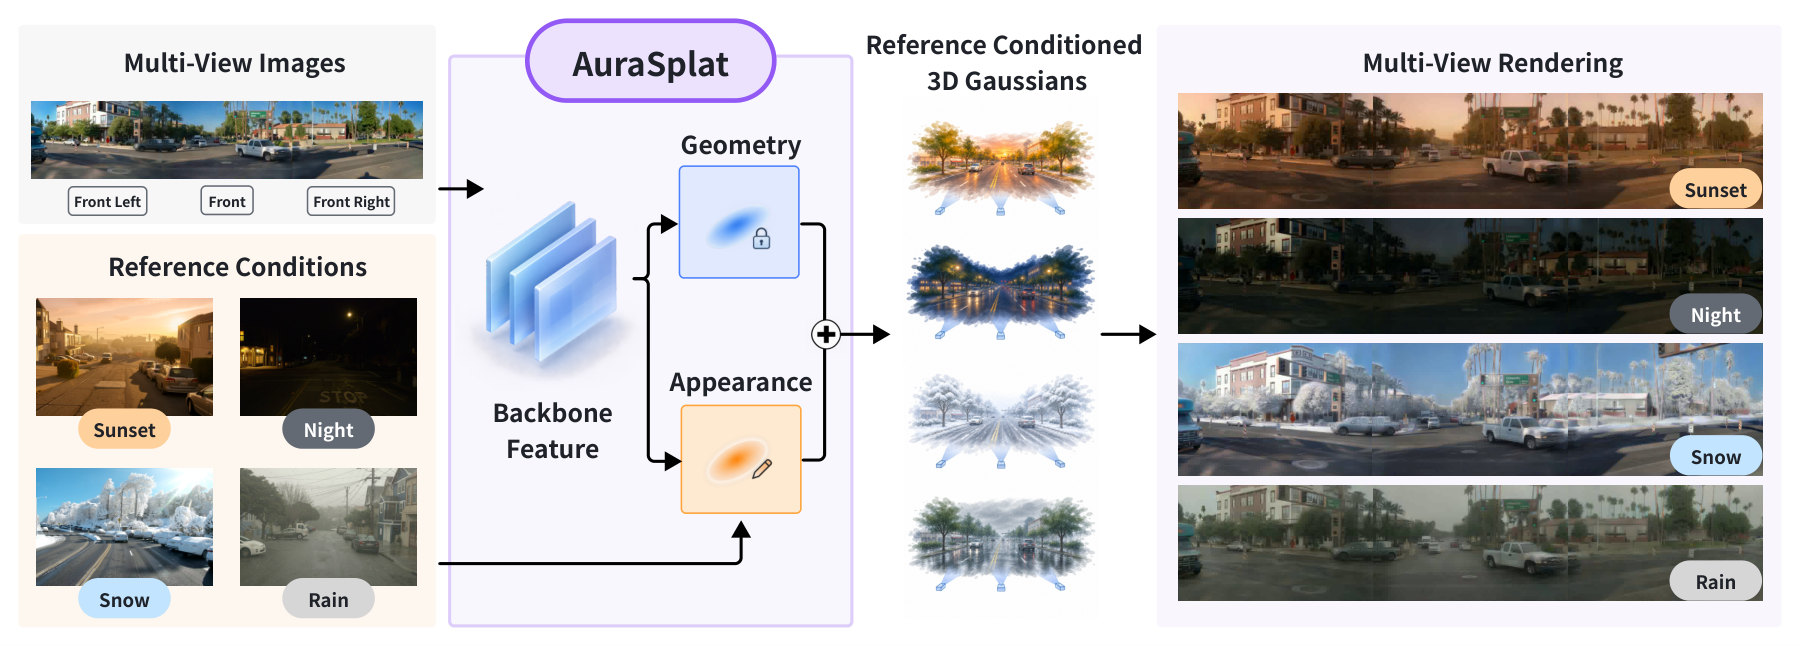 Multi-View Images
Front Left
Front
Front Right
Reference Conditions
Sunset
Night
STOP
Snow
Rain
AuraSplat
Backbone
Feature
Geometry
Appearance
Reference Conditioned
3D Gaussians
Multi-View Rendering
Sunset
Night
Snow
Rain